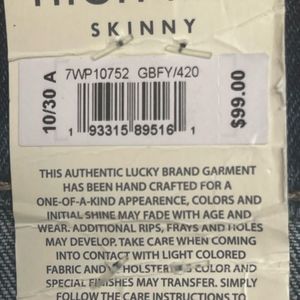 SKINNY
10/30 A
7WP10752 GBFY/420
$99.00
1 93315 89516 1
THIS AUTHENTIC LUCKY BRAND GARMENT
HAS BEEN HAND CRAFTED FOR A
ONE-OF-A-KIND APPEARENCE, COLORS AND
INITIAL SHINE MAY FADE WITH AGE AND
WEAR. ADDITIONAL RIPS, FRAYS AND HOLES
MAY DEVELOP. TAKE CARE WHEN COMING
INTO CONTACT WITH LIGHT COLORED
FABRIC AND COLOR AND
SPECIAL FINISHES MAY TRANSFER. SIMPLY
FOLLOW THE CARE INSTRUCTIONS TO